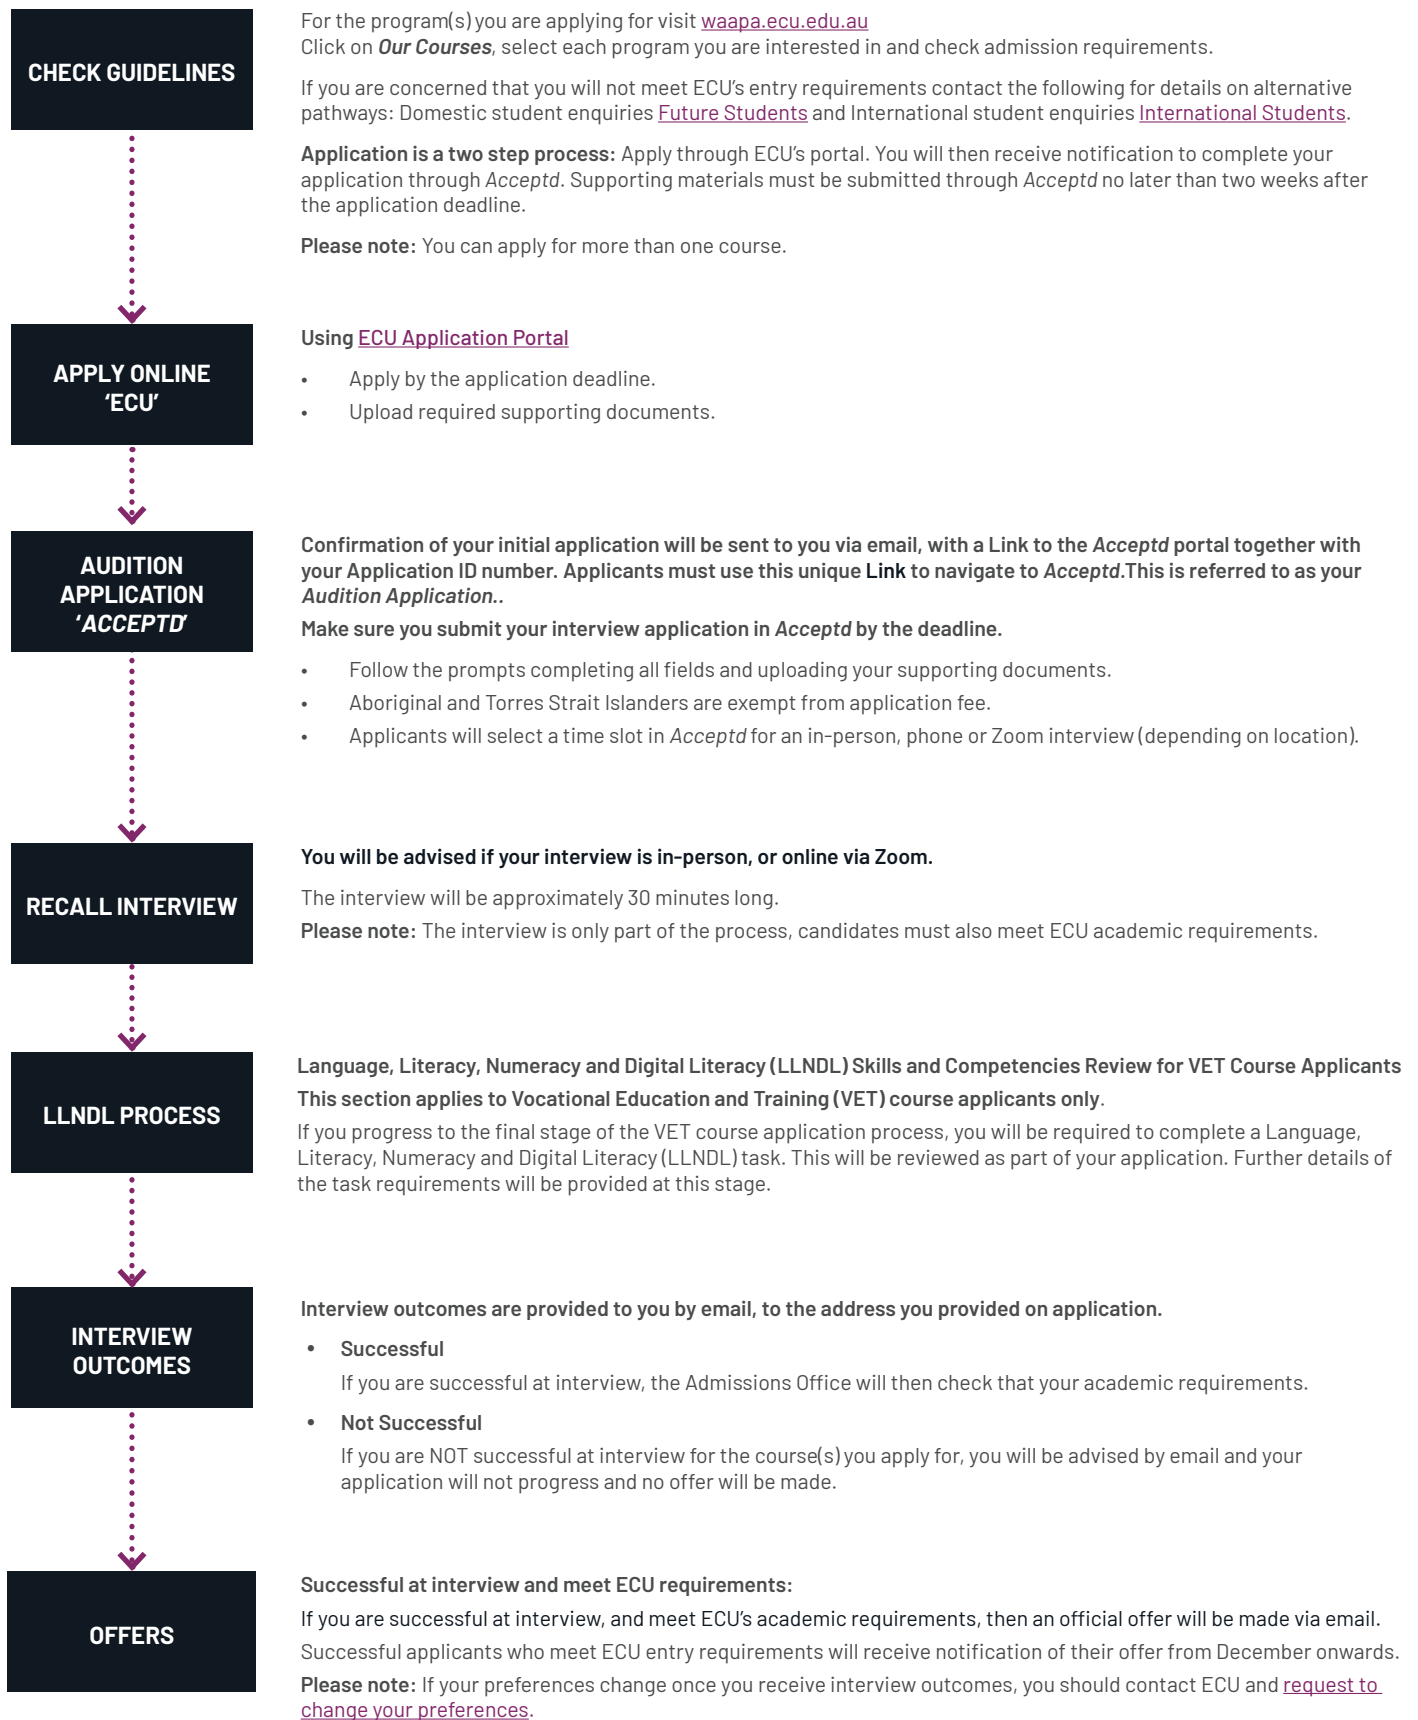 CHECK GUIDELINES
For the program(s) you are applying for visit waapa.ecu.edu.au
Click on Our Courses, select each program you are interested in and check admission requirements.
If you are concerned that you will not meet ECU's entry requirements contact the following for details on alternative
pathways: Domestic student enquiries Future Students and International student enquiries International Students.
Application is a two step process: Apply through ECU's portal. You will then receive notification to complete your
application through Acceptd. Supporting materials must be submitted through Acceptd no later than two weeks after
the application deadline.
Please note: You can apply for more than one course.
APPLY ONLINE
‘ECU’
Using ECU Application Portal
• Apply by the application deadline.
• Upload required supporting documents.
AUDITION
APPLICATION
‘ACCEPTD’
Confirmation of your initial application will be sent to you via email, with a Link to the Acceptd portal together with
your Application ID number. Applicants must use this unique Link to navigate to Acceptd.This is referred to as your
Audition Application..
Make sure you submit your interview application in Acceptd by the deadline.
• Follow the prompts completing all fields and uploading your supporting documents.
• Aboriginal and Torres Strait Islanders are exempt from application fee.
• Applicants will select a time slot in Acceptd for an in-person, phone or Zoom interview (depending on location).
RECALL INTERVIEW
You will be advised if your interview is in-person, or online via Zoom.
The interview will be approximately 30 minutes long.
Please note: The interview is only part of the process, candidates must also meet ECU academic requirements.
LLNDL PROCESS
Language, Literacy, Numeracy and Digital Literacy (LLNDL) Skills and Competencies Review for VET Course Applicants
This section applies to Vocational Education and Training (VET) course applicants only.
If you progress to the final stage of the VET course application process, you will be required to complete a Language,
Literacy, Numeracy and Digital Literacy (LLNDL) task. This will be reviewed as part of your application. Further details of
the task requirements will be provided at this stage.
INTERVIEW
OUTCOMES
Interview outcomes are provided to you by email, to the address you provided on application.
• Successful
If you are successful at interview, the Admissions Office will then check that your academic requirements.
• Not Successful
If you are NOT successful at interview for the course(s) you apply for, you will be advised by email and your
application will not progress and no offer will be made.
OFFERS
Successful at interview and meet ECU requirements:
If you are successful at interview, and meet ECU's academic requirements, then an official offer will be made via email.
Successful applicants who meet ECU entry requirements will receive notification of their offer from December onwards.
Please note: If your preferences change once you receive interview outcomes, you should contact ECU and request to
change your preferences.